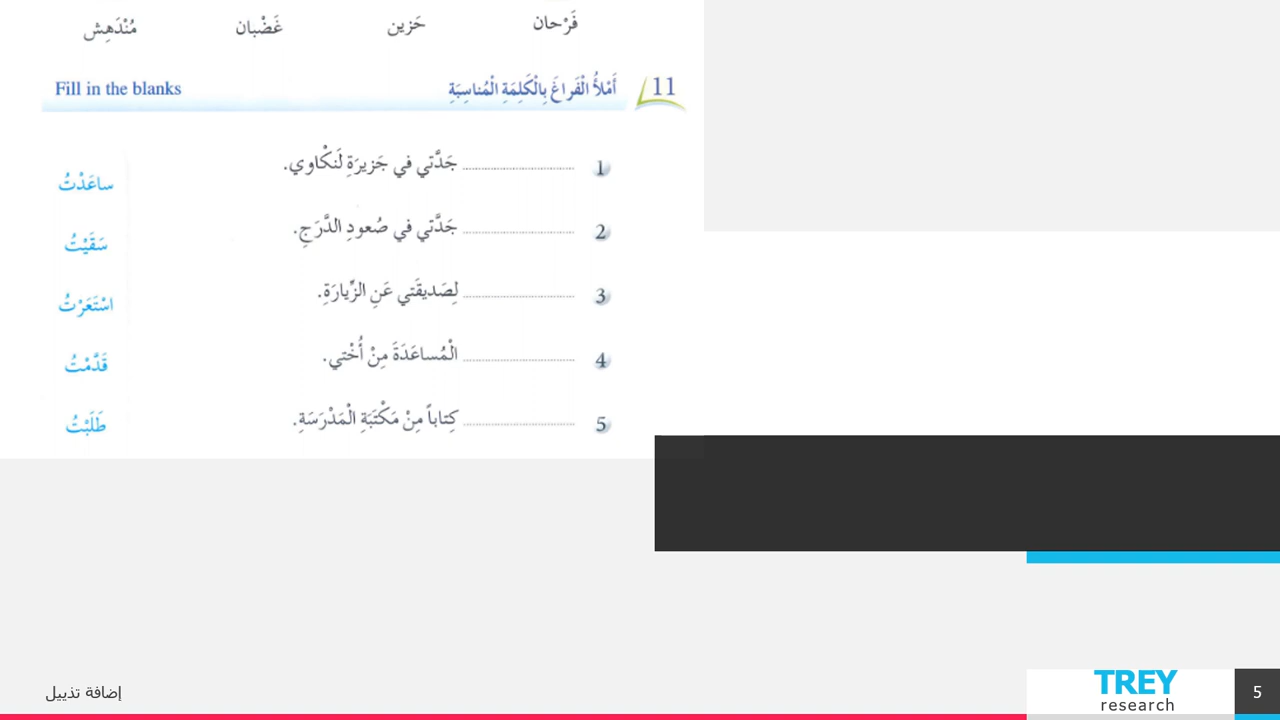 فَرْحان حَزين غَضْبان مُنْدَهِش
11 أَمْلأُ الْفَراغَ بِالْكَلِمَةِ الْمُناسِبَةِ Fill in the blanks
1 ........................ جَدَّتي في جَزيرَةِ لَنْكاوي.
2 ........................ جَدَّتي في صُعودِ الدَّرَجِ.
3 ........................ لِصَديقَتي عَنِ الزِّيارَةِ.
4 ........................ الْمُساعَدَةَ مِنْ أُخْتي.
5 ........................ كِتاباً مِنْ مَكْتَبَةِ الْمَدْرَسَةِ.
ساعَدْتُ
سَقَيْتُ
اسْتَعَرْتُ
قَدَّمْتُ
طَلَبْتُ
إضافة تذييل
TREY
research
5